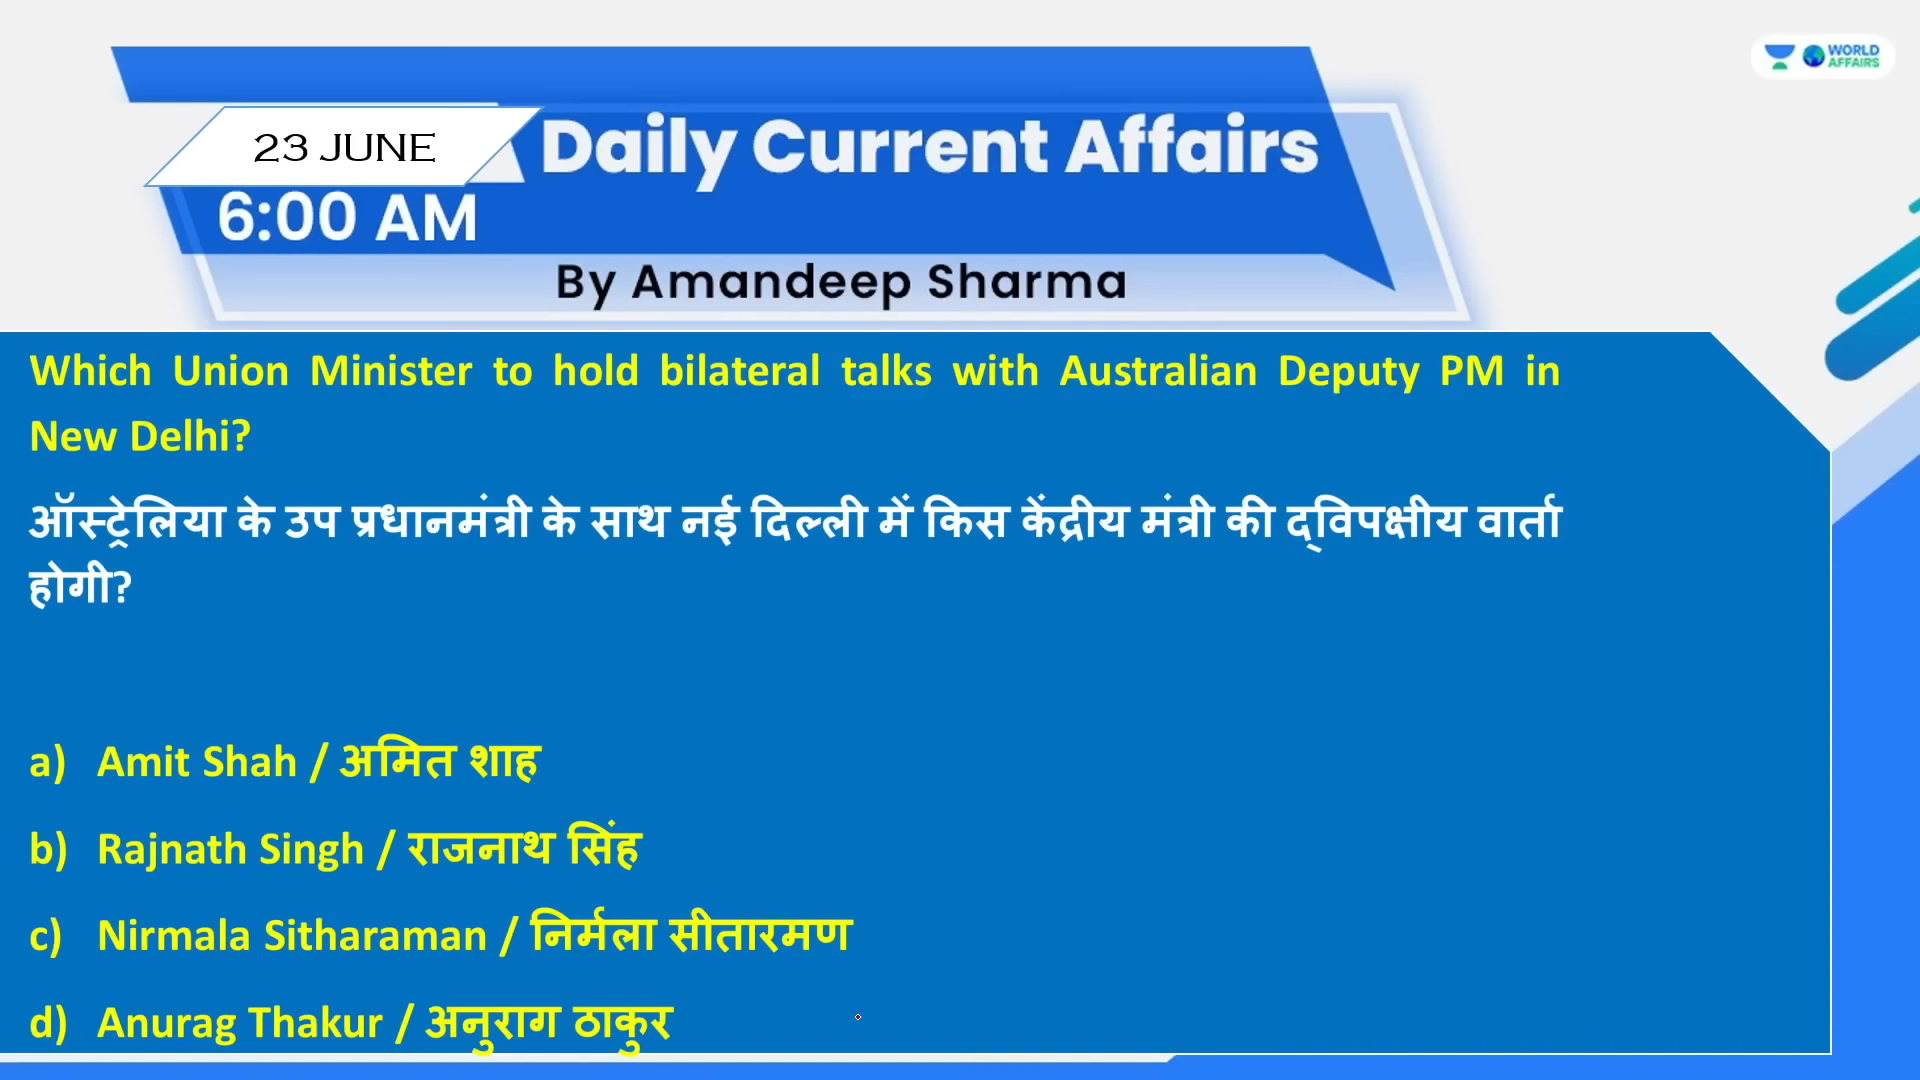 WORLD
AFFAIRS
23 JUNE
Daily Current Affairs
6:00 AM
By Amandeep Sharma
Which Union Minister to hold bilateral talks with Australian Deputy PM in
New Delhi?
ऑस्ट्रेलिया के उप प्रधानमंत्री के साथ नई दिल्ली में किस केंद्रीय मंत्री की द्विपक्षीय वार्ता
होगी?
a) Amit Shah / अमित शाह
b) Rajnath Singh / राजनाथ सिंह
c) Nirmala Sitharaman / निर्मला सीतारमण
d) Anurag Thakur / अनुराग ठाकुर